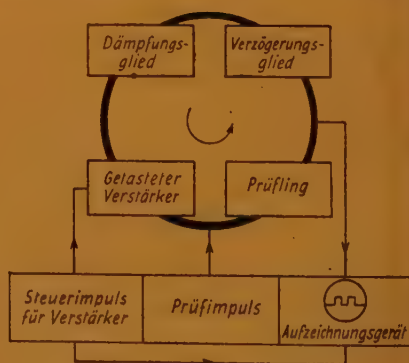 Dämpfungs-
glied
Verzögerungs-
glied
Getasteter
Verstärker
Prüfling
Steuerimpuls
für Verstärker
Prüfimpuls
Aufzeichnungsgerät